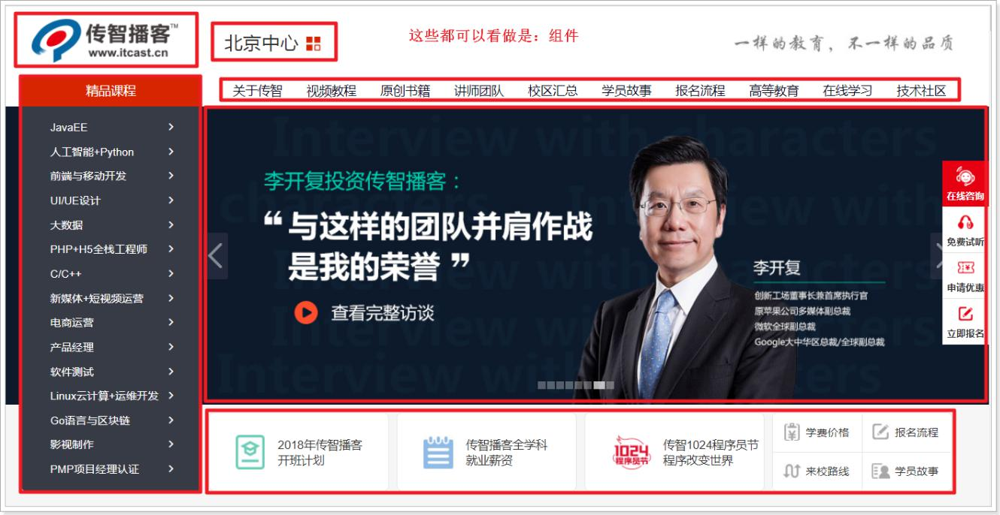 传智播客™
www.itcast.cn
北京中心
这些都可以看做是：组件
一样的教育，不一样的品质
精品课程
关于传智 视频教程 原创书籍 讲师团队 校区汇总 学员故事 报名流程 高等教育 在线学习 技术社区
JavaEE
人工智能+Python
前端与移动开发
UI/UE设计
大数据
PHP+H5全栈工程师
C/C++
新媒体+短视频运营
电商运营
产品经理
软件测试
Linux云计算+运维开发
Go语言与区块链
影视制作
PMP项目经理认证
Interview with characters
characters Interview with
Interview with characters
Interview with characters
Interview with characters
李开复投资传智播客：
“与这样的团队并肩作战
是我的荣誉”
查看完整访谈
李开复
创新工场董事长兼首席执行官
原苹果公司多媒体副总裁
微软全球副总裁
Google大中华区总裁/全球副总裁
在线咨询
免费试听
申请优惠
立即报名
2018年传智播客
开班计划
传智播客全学科
就业薪资
1024
程序员节
传智1024程序员节
程序改变世界
学费价格
报名流程
来校路线
学员故事